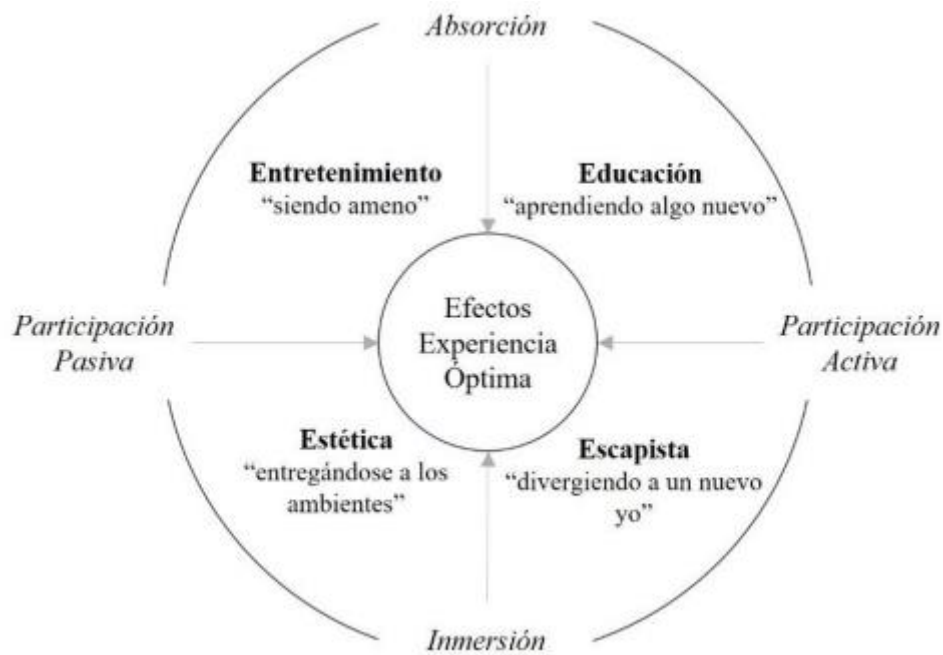 Absorción
Entretenimiento
“siendo ameno”
Educación
“aprendiendo algo nuevo”
Participación
Pasiva
Efectos
Experiencia
Óptima
Participación
Activa
Estética
“entregándose a los
ambientes”
Escapista
“divergiendo a un nuevo
yo”
Inmersión